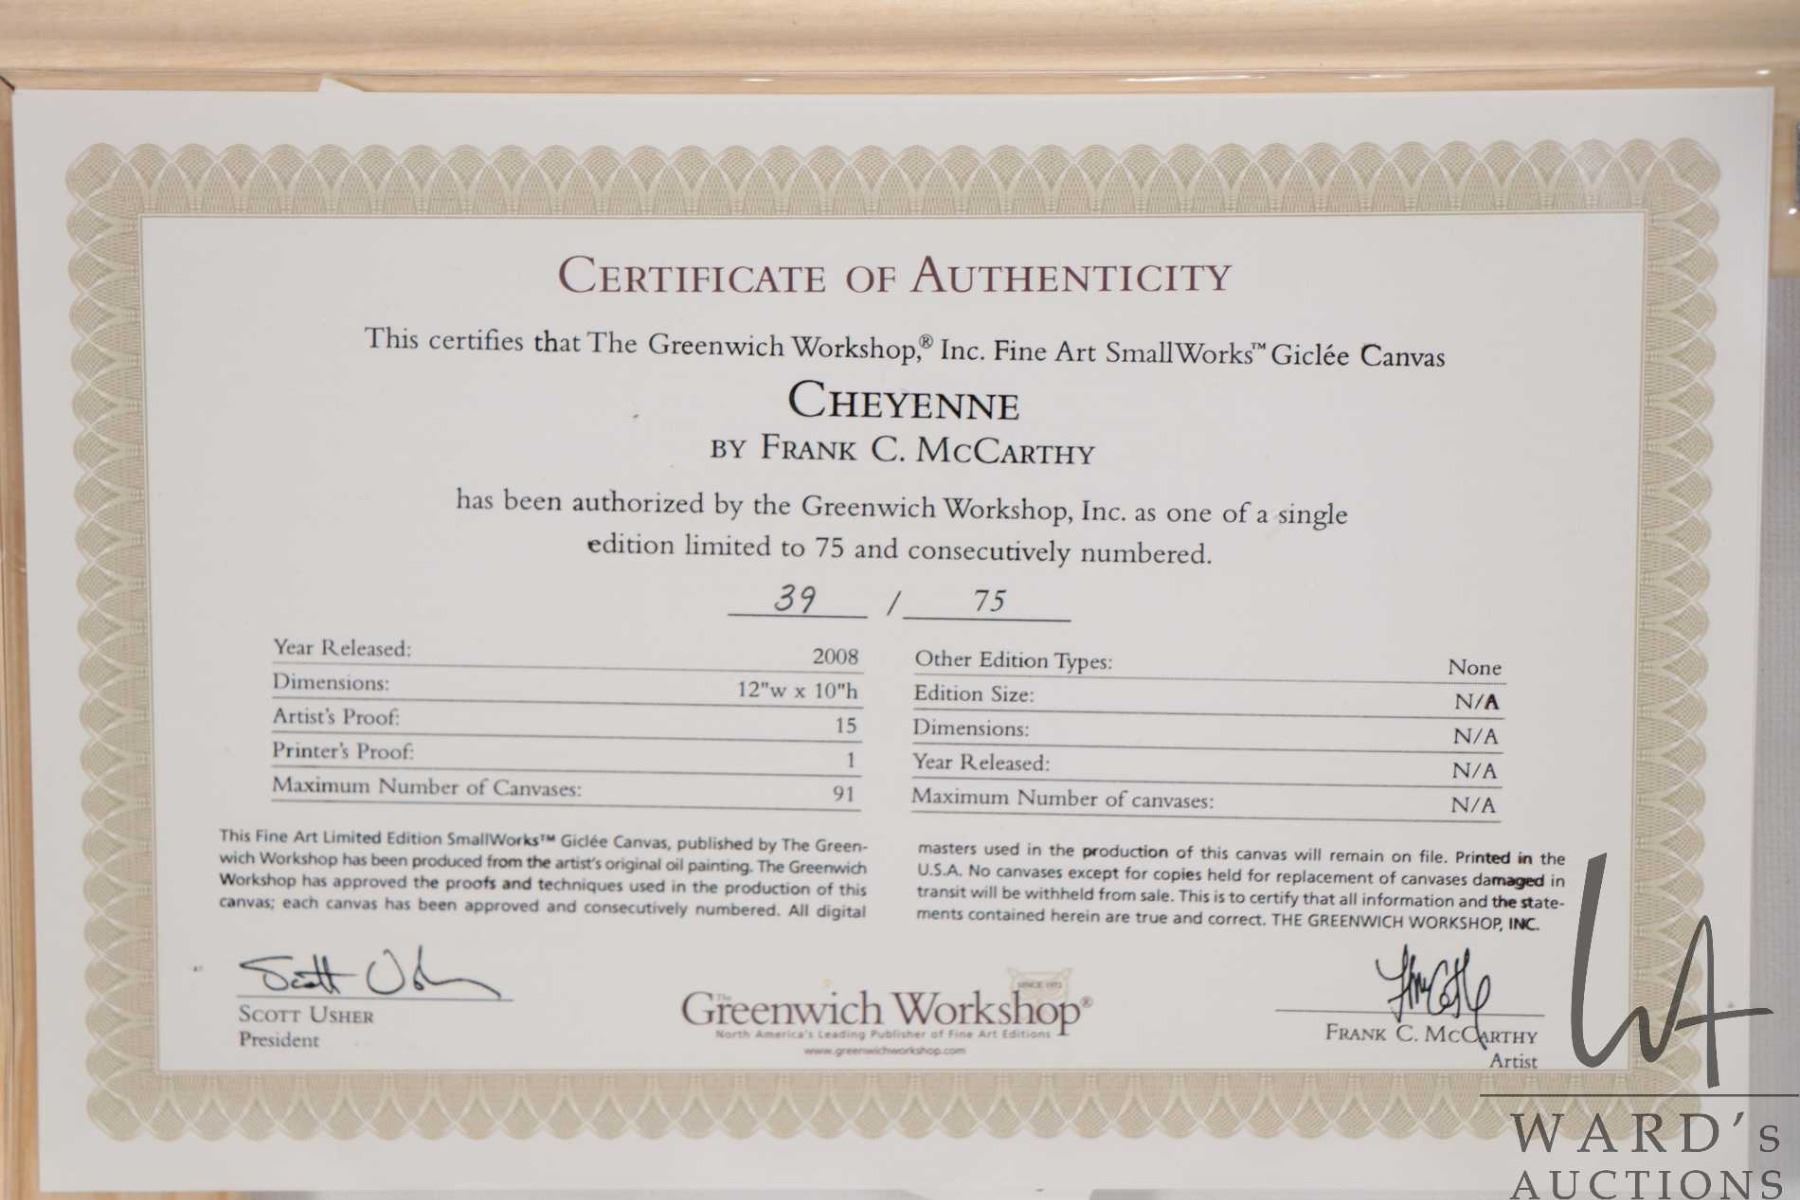 CERTIFICATE OF AUTHENTICITY
This certifies that The Greenwich Workshop,® Inc. Fine Art SmallWorks™ Giclée Canvas
CHEYENNE
BY FRANK C. MCCARTHY
has been authorized by the Greenwich Workshop, Inc. as one of a single
edition limited to 75 and consecutively numbered.
39 / 75
Year Released: 2008
Dimensions: 12"w x 10"h
Artist's Proof: 15
Printer's Proof: 1
Maximum Number of Canvases: 91
Other Edition Types: None
Edition Size: N/A
Dimensions: N/A
Year Released: N/A
Maximum Number of canvases: N/A
This Fine Art Limited Edition SmallWorks™ Giclée Canvas, published by The Green-
wich Workshop has been produced from the artist's original oil painting. The Greenwich
Workshop has approved the proofs and techniques used in the production of this
canvas; each canvas has been approved and consecutively numbered. All digital
masters used in the production of this canvas will remain on file. Printed in the
U.S.A. No canvases except for copies held for replacement of canvases damaged in
transit will be withheld from sale. This is to certify that all information and the state-
ments contained herein are true and correct. THE GREENWICH WORKSHOP, INC.
Scott Usher
SCOTT USHER
President
SINCE 1972
The Greenwich Workshop®
North America's Leading Publisher of Fine Art Editions
www.greenwichworkshop.com
FRANK C. MCCARTHY
Artist
WA
WARD'S
AUCTIONS